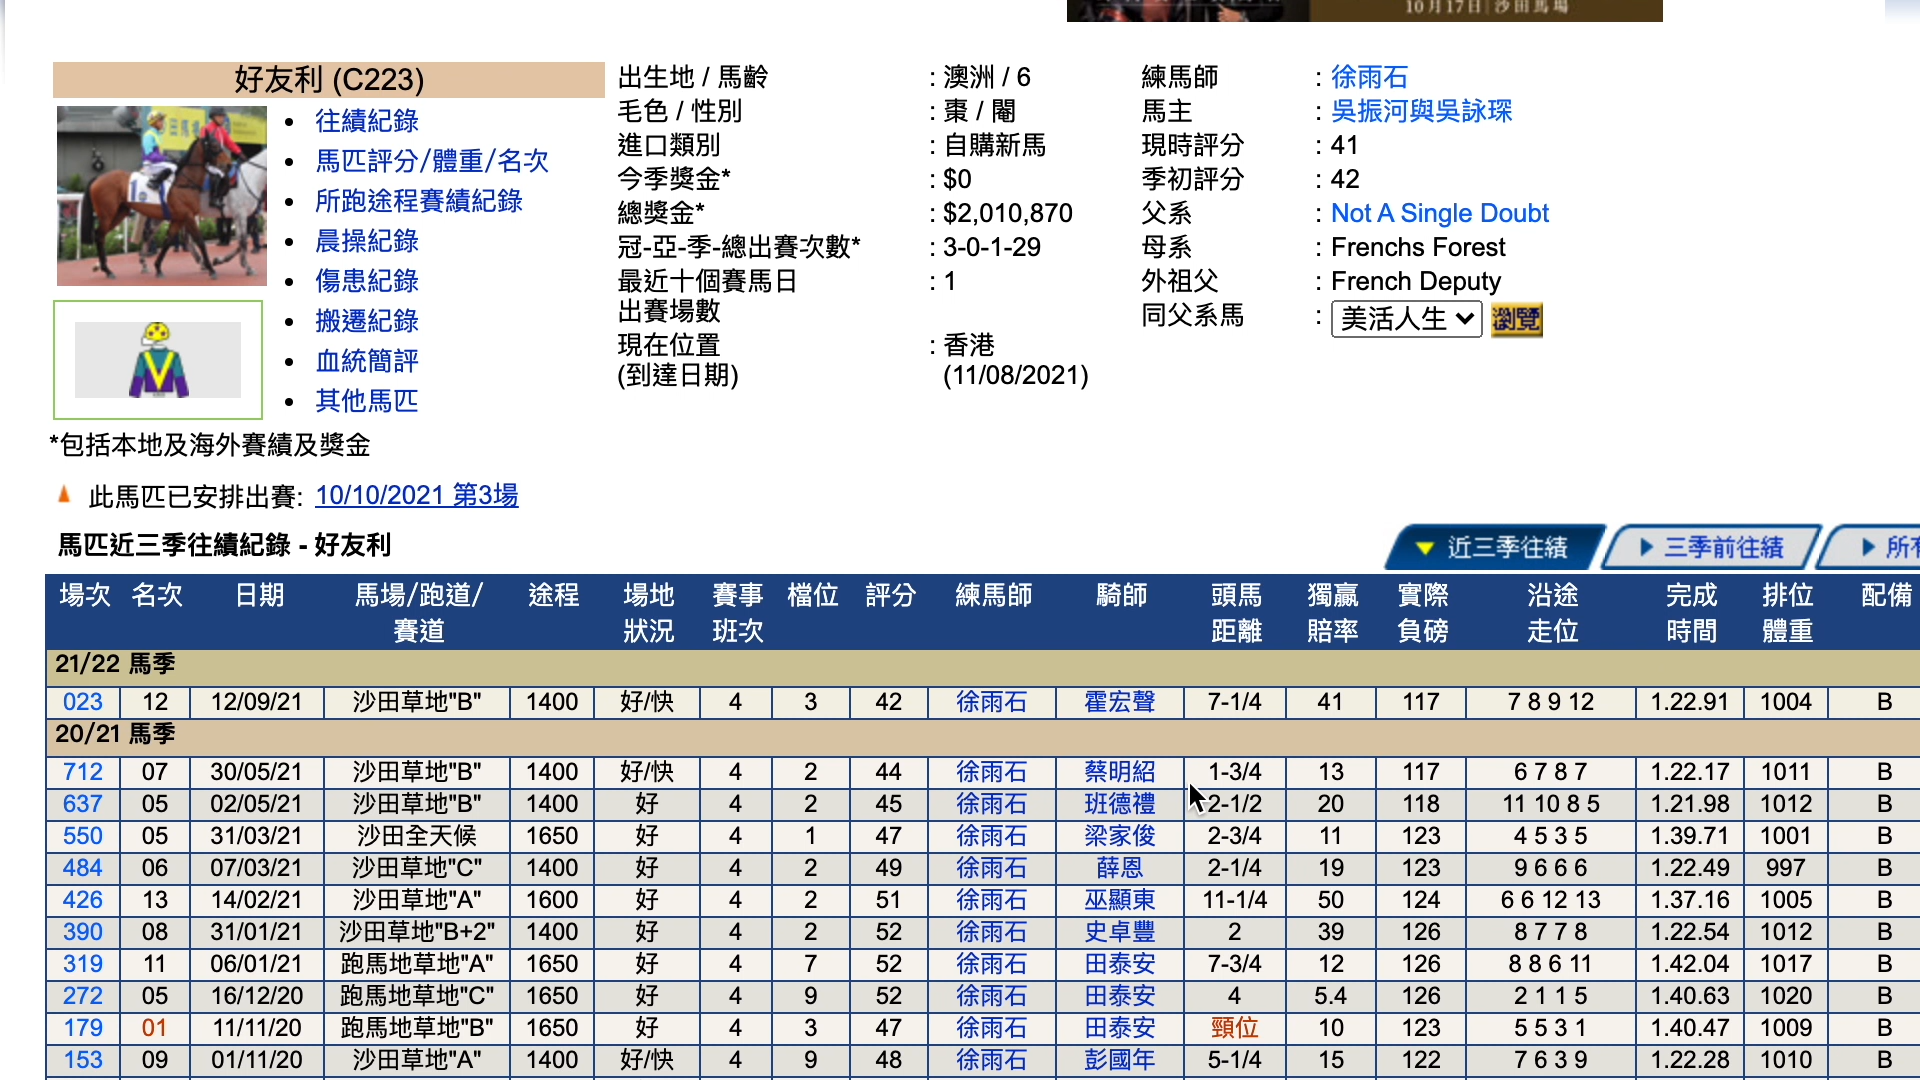 10月17日|沙田馬場
好友利 (C223)
往績紀錄
馬匹評分/體重/名次
所跑途程賽績紀錄
晨操紀錄
傷患紀錄
搬遷紀錄
血統簡評
其他馬匹
出生地 / 馬齡 : 澳洲 / 6
毛色 / 性別 : 棗 / 閹
進口類別 : 自購新馬
今季獎金* : $0
總獎金* : $2,010,870
冠-亞-季-總出賽次數* : 3-0-1-29
最近十個賽馬日 : 1
出賽場數
現在位置 : 香港
(到達日期) (11/08/2021)
練馬師 : 徐雨石
馬主 : 吳振河與吳詠琛
現時評分 : 41
季初評分 : 42
父系 : Not A Single Doubt
母系 : Frenchs Forest
外祖父 : French Deputy
同父系馬 : 美活人生 瀏覽
*包括本地及海外賽績及獎金
此馬匹已安排出賽: 10/10/2021 第3場
馬匹近三季往績紀錄 - 好友利
近三季往績 三季前往績 所有
場次 名次 日期 馬場/跑道/ 途程 場地 賽事 檔位 評分 練馬師 騎師 頭馬 獨贏 實際 沿途 完成 排位 配備
賽道 狀況 班次 距離 賠率 負磅 走位 時間 體重
21/22 馬季
023 12 12/09/21 沙田草地"B" 1400 好/快 4 3 42 徐雨石 霍宏聲 7-1/4 41 117 7 8 9 12 1.22.91 1004 B
20/21 馬季
712 07 30/05/21 沙田草地"B" 1400 好/快 4 2 44 徐雨石 蔡明紹 1-3/4 13 117 6 7 8 7 1.22.17 1011 B
637 05 02/05/21 沙田草地"B" 1400 好 4 2 45 徐雨石 班德禮 2-1/2 20 118 11 10 8 5 1.21.98 1012 B
550 05 31/03/21 沙田全天候 1650 好 4 1 47 徐雨石 梁家俊 2-3/4 11 123 4 5 3 5 1.39.71 1001 B
484 06 07/03/21 沙田草地"C" 1400 好 4 2 49 徐雨石 薛恩 2-1/4 19 123 9 6 6 6 1.22.49 997 B
426 13 14/02/21 沙田草地"A" 1600 好 4 2 51 徐雨石 巫顯東 11-1/4 50 124 6 6 12 13 1.37.16 1005 B
390 08 31/01/21 沙田草地"B+2" 1400 好 4 2 52 徐雨石 史卓豐 2 39 126 8 7 7 8 1.22.54 1012 B
319 11 06/01/21 跑馬地草地"A" 1650 好 4 7 52 徐雨石 田泰安 7-3/4 12 126 8 8 6 11 1.42.04 1017 B
272 05 16/12/20 跑馬地草地"C" 1650 好 4 9 52 徐雨石 田泰安 4 5.4 126 2 1 1 5 1.40.63 1020 B
179 01 11/11/20 跑馬地草地"B" 1650 好 4 3 47 徐雨石 田泰安 頸位 10 123 5 5 3 1 1.40.47 1009 B
153 09 01/11/20 沙田草地"A" 1400 好/快 4 9 48 徐雨石 彭國年 5-1/4 15 122 7 6 3 9 1.22.28 1010 B